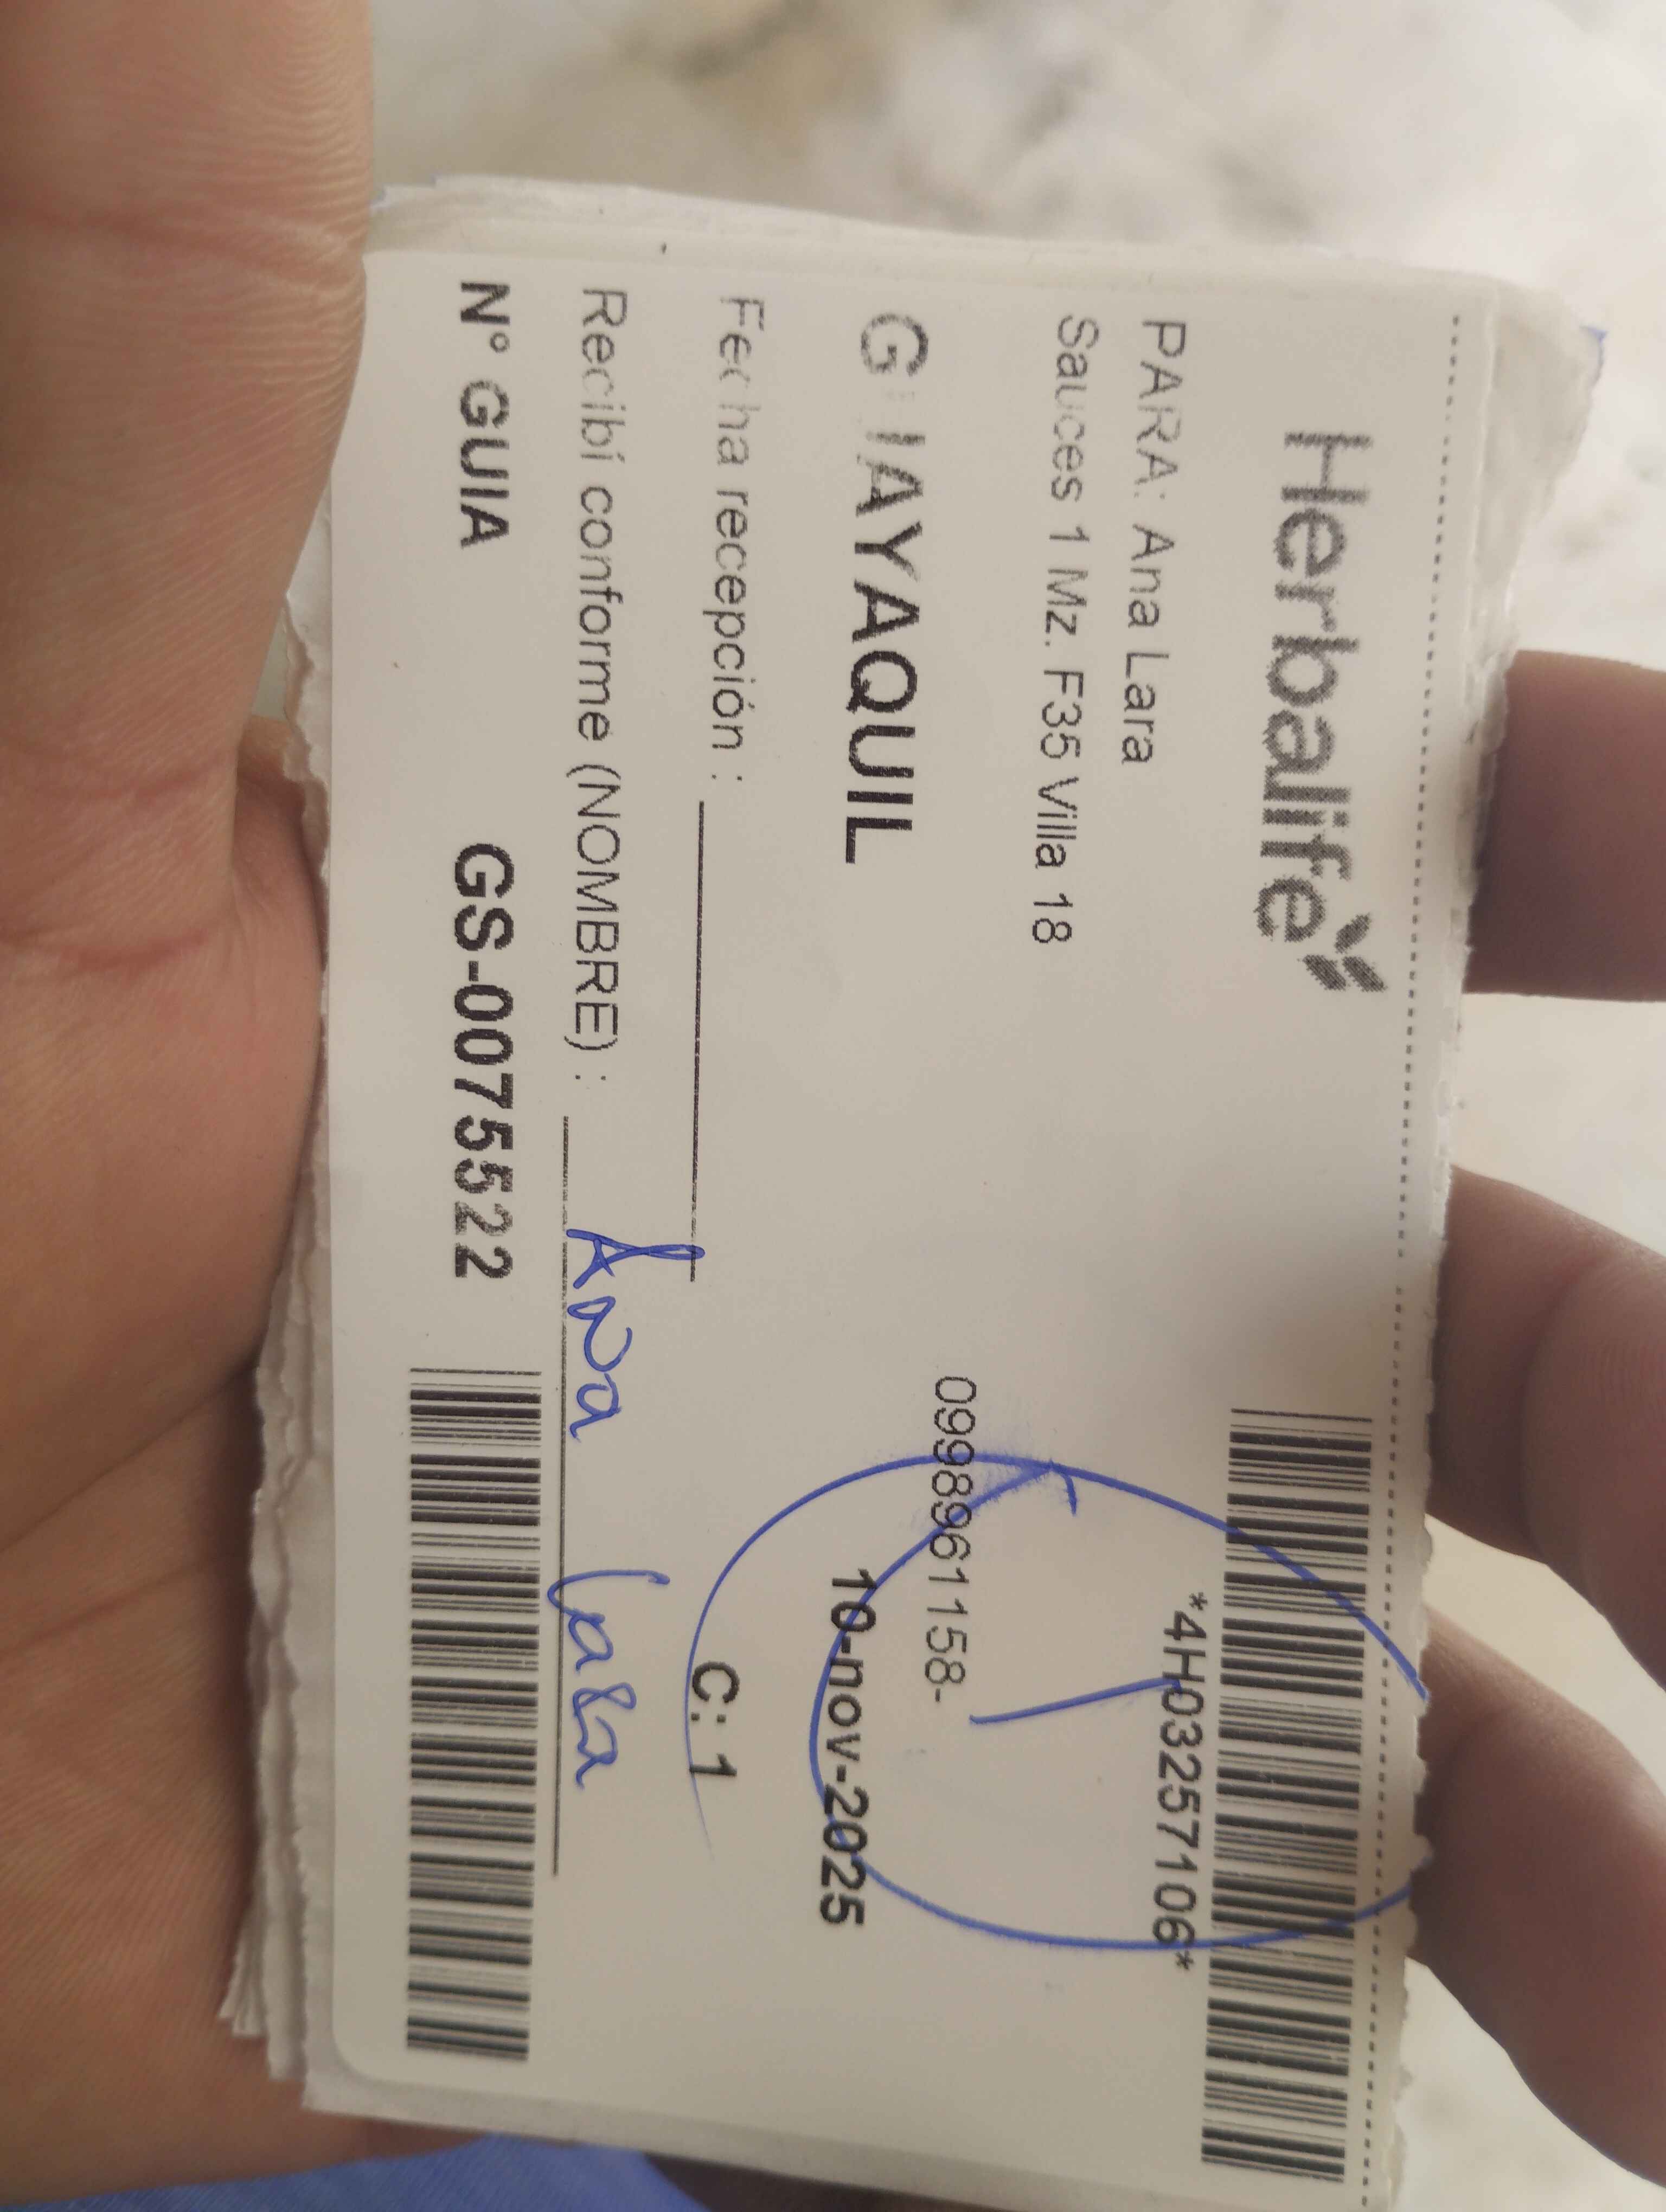 Herbalife
*4H03257106*
PARA: Ana Lara
Sauces 1 Mz. F35 Villa 18
0998961158-
GUAYAQUIL
10-nov-2025
Fecha recepción :
C: 1
Recibí conforme (NOMBRE) : Ana Lara
N° GUIA GS-0075522